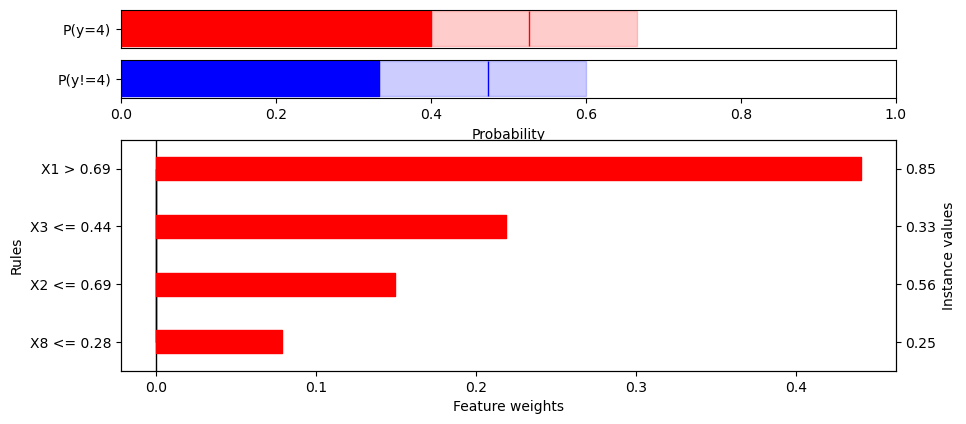 P(y=4)
P(y!=4)
0.0 0.2 0.4 0.6 0.8 1.0
Probability
X1 > 0.69 0.85
X3 <= 0.44 0.33
X2 <= 0.69 0.56
X8 <= 0.28 0.25
Rules
Instance values
0.0 0.1 0.2 0.3 0.4
Feature weights